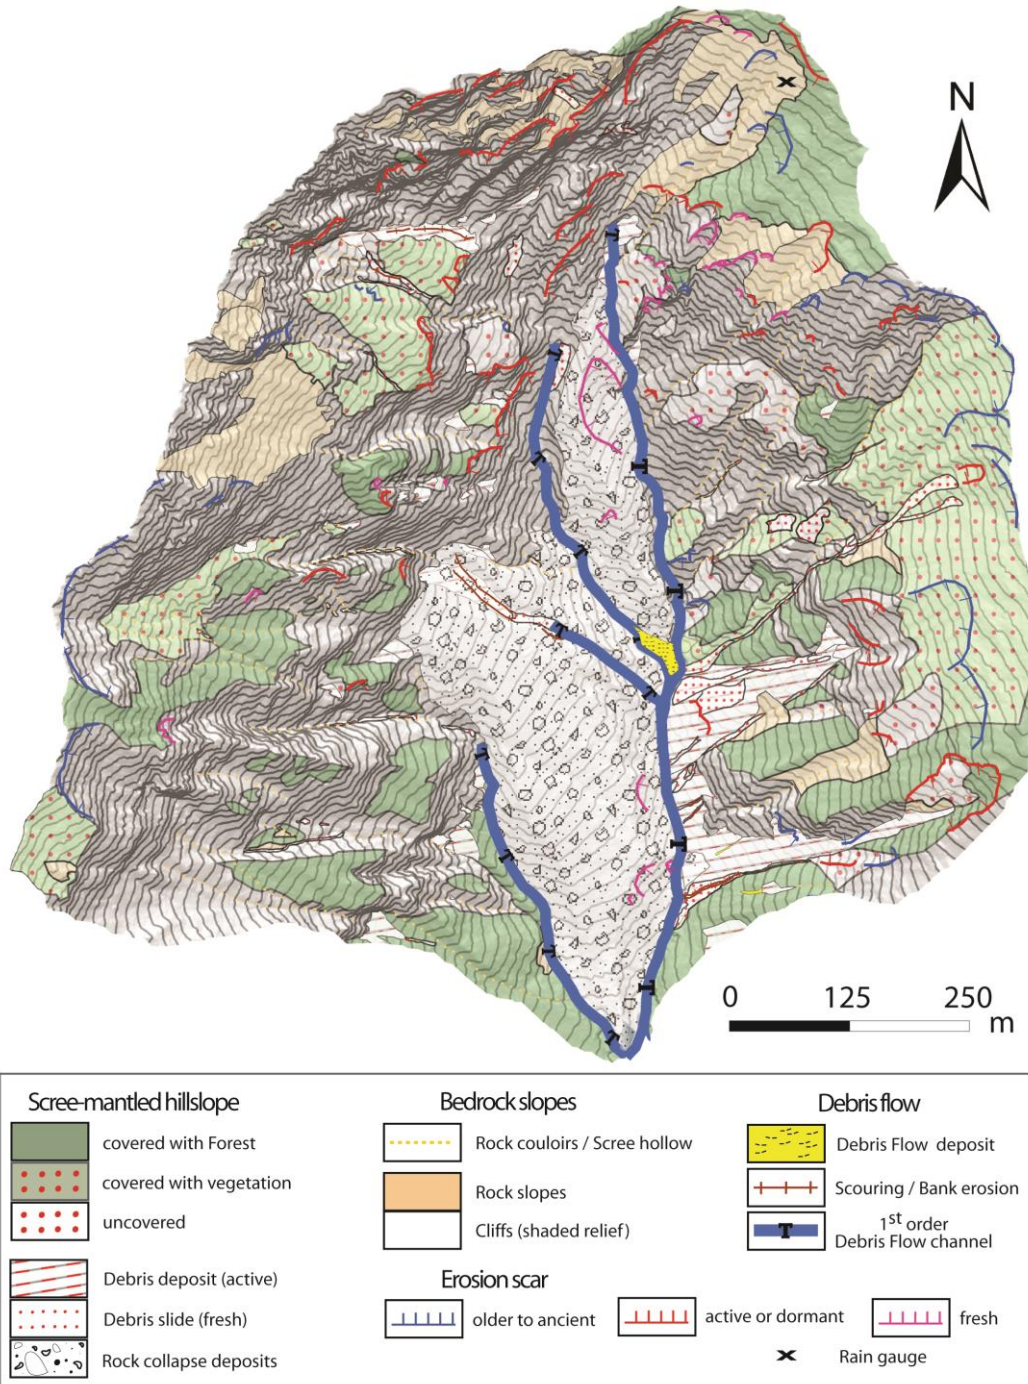 N
0 125 250
m
Scree-mantled hillslope
covered with Forest
covered with vegetation
uncovered
Debris deposit (active)
Debris slide (fresh)
Rock collapse deposits
Bedrock slopes
Rock couloirs / Scree hollow
Rock slopes
Cliffs (shaded relief)
Debris flow
Debris Flow deposit
Scouring / Bank erosion
1st order
Debris Flow channel
Erosion scar
older to ancient
active or dormant
fresh
Rain gauge